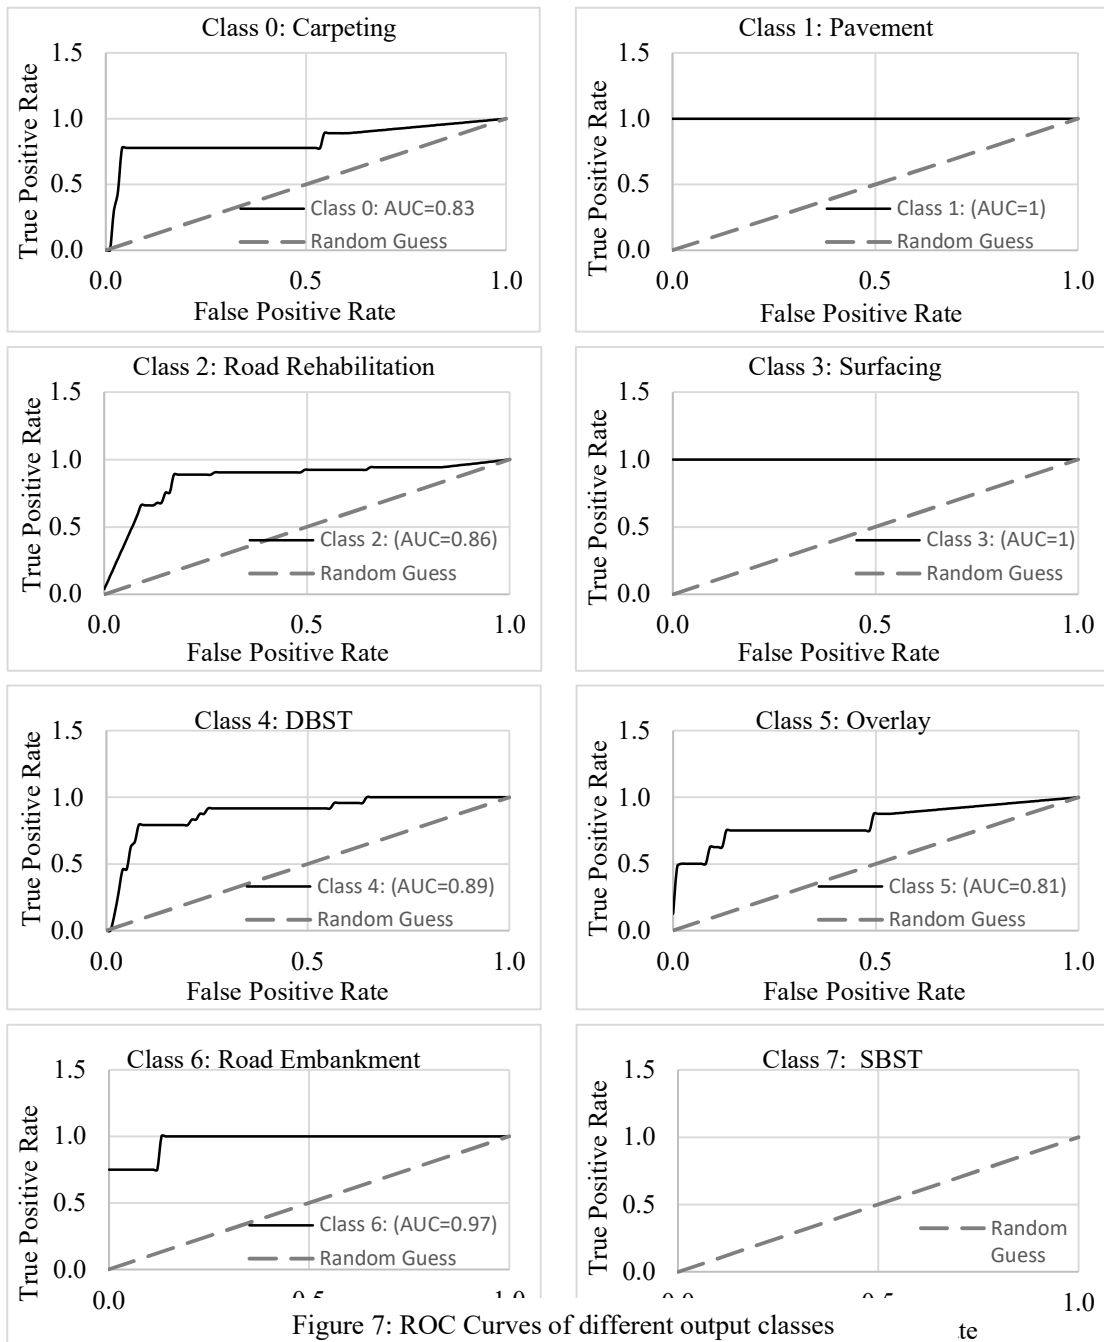 Class 0: Carpeting
True Positive Rate
1.5
1.0
0.5
0.0
Class 0: AUC=0.83
Random Guess
0.0 0.5 1.0
False Positive Rate
Class 1: Pavement
True Positive Rate
1.5
1.0
0.5
0.0
Class 1: (AUC=1)
Random Guess
0.0 0.5 1.0
False Positive Rate
Class 2: Road Rehabilitation
True Positive Rate
1.5
1.0
0.5
0.0
Class 2: (AUC=0.86)
Random Guess
0.0 0.5 1.0
False Positive Rate
Class 3: Surfacing
True Positive Rate
1.5
1.0
0.5
0.0
Class 3: (AUC=1)
Random Guess
0.0 0.5 1.0
False Positive Rate
Class 4: DBST
True Positive Rate
1.5
1.0
0.5
0.0
Class 4: (AUC=0.89)
Random Guess
0.0 0.5 1.0
False Positive Rate
Class 5: Overlay
True Positive Rate
1.5
1.0
0.5
0.0
Class 5: (AUC=0.81)
Random Guess
0.0 0.5 1.0
False Positive Rate
Class 6: Road Embankment
True Positive Rate
1.5
1.0
0.5
0.0
Class 6: (AUC=0.97)
Random Guess
0.0 1.0
Class 7: SBST
True Positive Rate
1.5
1.0
0.5
0.0
Random
Guess
0.0 0.5 1.0
te
Figure 7: ROC Curves of different output classes